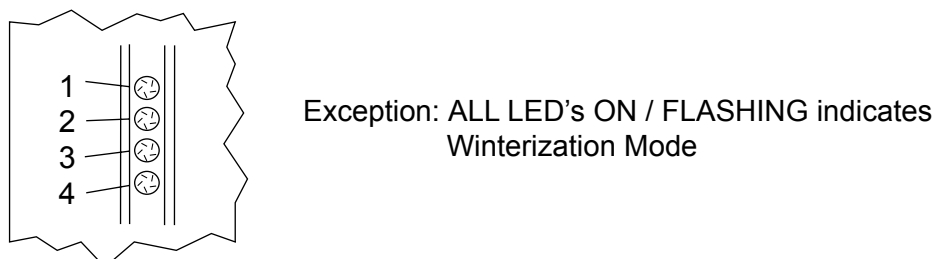 1
2
3
4
Exception: ALL LED’s ON / FLASHING indicates
Winterization Mode